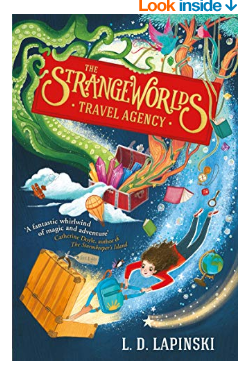 Look inside
THE
STRANGEWORLDS
• TRAVEL AGENCY •
'A fantastic whirlwind
of magic and adventure'
Catherine Doyle, author of
The Storm Keeper's Island
L. D. LAPINSKI